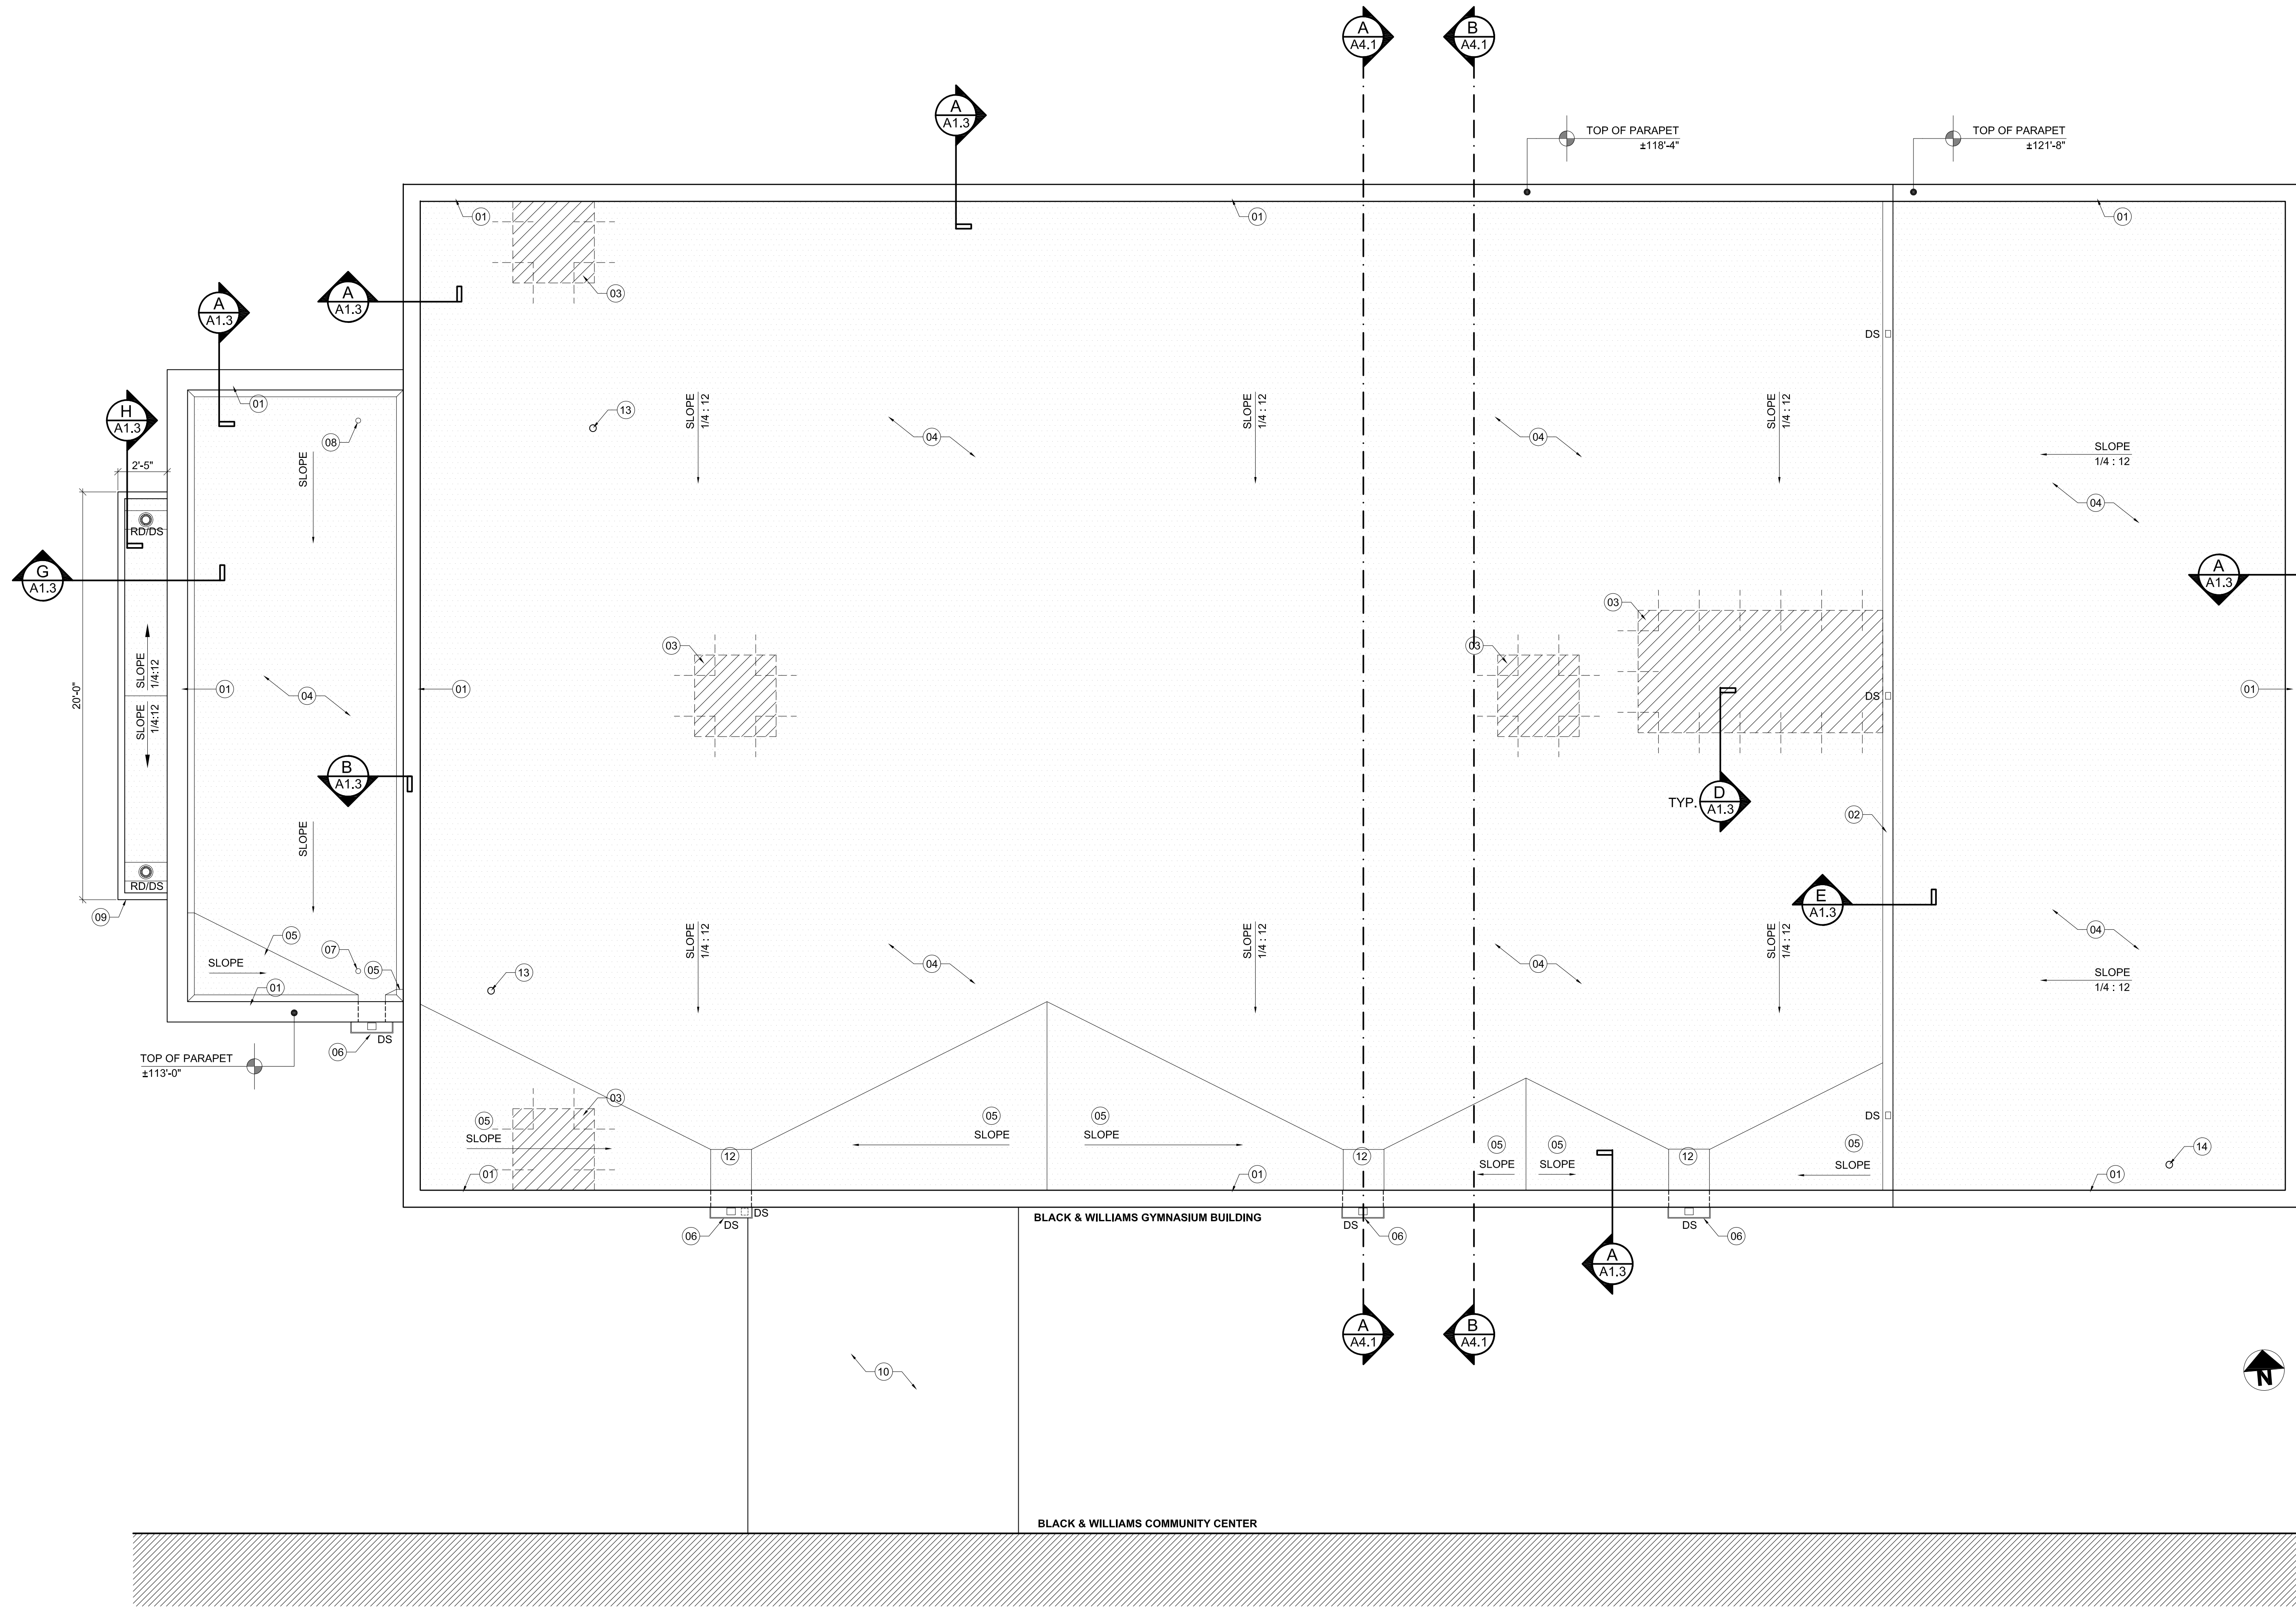 A
A4.1
B
A4.1
A
A1.3
TOP OF PARAPET
±118'-4"
TOP OF PARAPET
±121'-8"
01
01
01
03
A
A1.3
A
A1.3
DS
01
13
H
A1.3
08
SLOPE
1/4 : 12
SLOPE
1/4 : 12
SLOPE
1/4 : 12
04
04
SLOPE
1/4 : 12
2'-5"
SLOPE
04
RD/DS
G
A1.3
A
A1.3
03
03
03
SLOPE
1/4:12
20'-0"
01
04
01
DS
01
SLOPE
1/4:12
B
A1.3
TYP.
D
A1.3
02
SLOPE
RD/DS
09
E
A1.3
05
07
05
SLOPE
01
13
SLOPE
1/4 : 12
SLOPE
1/4 : 12
SLOPE
1/4 : 12
04
04
04
SLOPE
1/4 : 12
06
DS
TOP OF PARAPET
±113'-0"
03
05
SLOPE
05
SLOPE
05
SLOPE
DS
12
12
05
SLOPE
05
SLOPE
12
05
SLOPE
14
01
01
01
DS
DS
06
BLACK & WILLIAMS GYMNASIUM BUILDING
DS
06
DS
06
A
A1.3
A
A4.1
B
A4.1
10
N
BLACK & WILLIAMS COMMUNITY CENTER